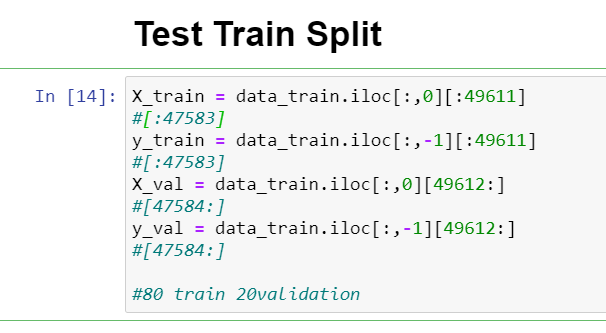 Test Train Split
In [14]: X_train = data_train.iloc[:,0][:49611]
#[:47583]
y_train = data_train.iloc[:,-1][:49611]
#[:47583]
X_val = data_train.iloc[:,0][49612:]
#[47584:]
y_val = data_train.iloc[:,-1][49612:]
#[47584:]
#80 train 20validation